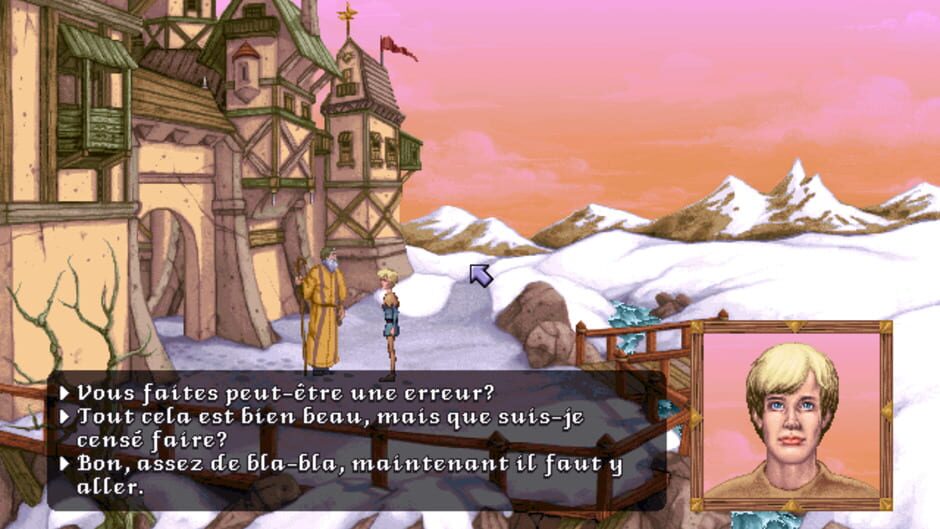 Vous faites peut-être une erreur?
Tout cela est bien beau, mais que suis-je
censé faire?
Bon, assez de bla-bla, maintenant il faut y
aller.